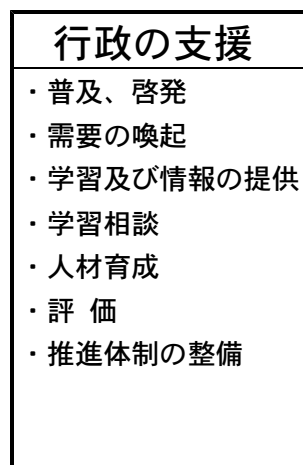 行政の支援
・普及、啓発
・需要の喚起
・学習及び情報の提供
・学習相談
・人材育成
・評 価
・推進体制の整備